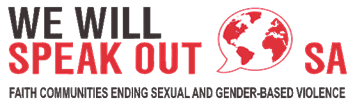 WE WILL
SPEAK OUT SA
FAITH COMMUNITIES ENDING SEXUAL AND GENDER-BASED VIOLENCE